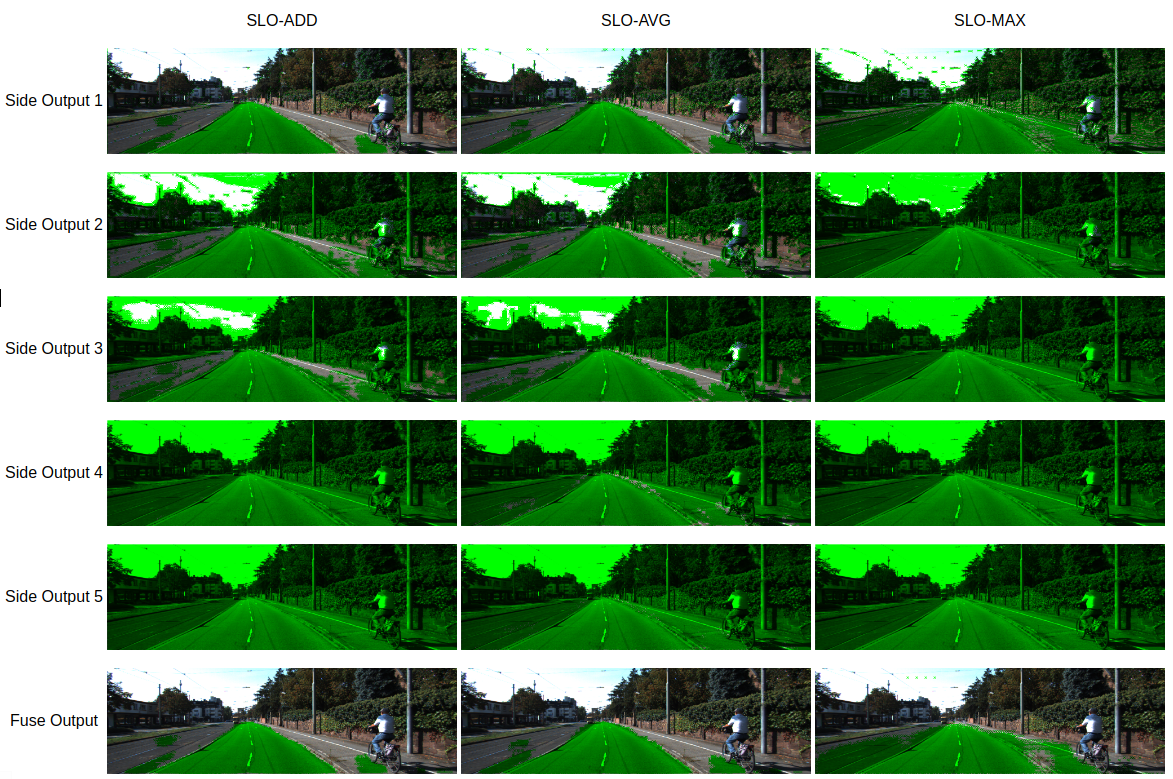 SLO-ADD SLO-AVG SLO-MAX
Side Output 1
Side Output 2
Side Output 3
Side Output 4
Side Output 5
Fuse Output